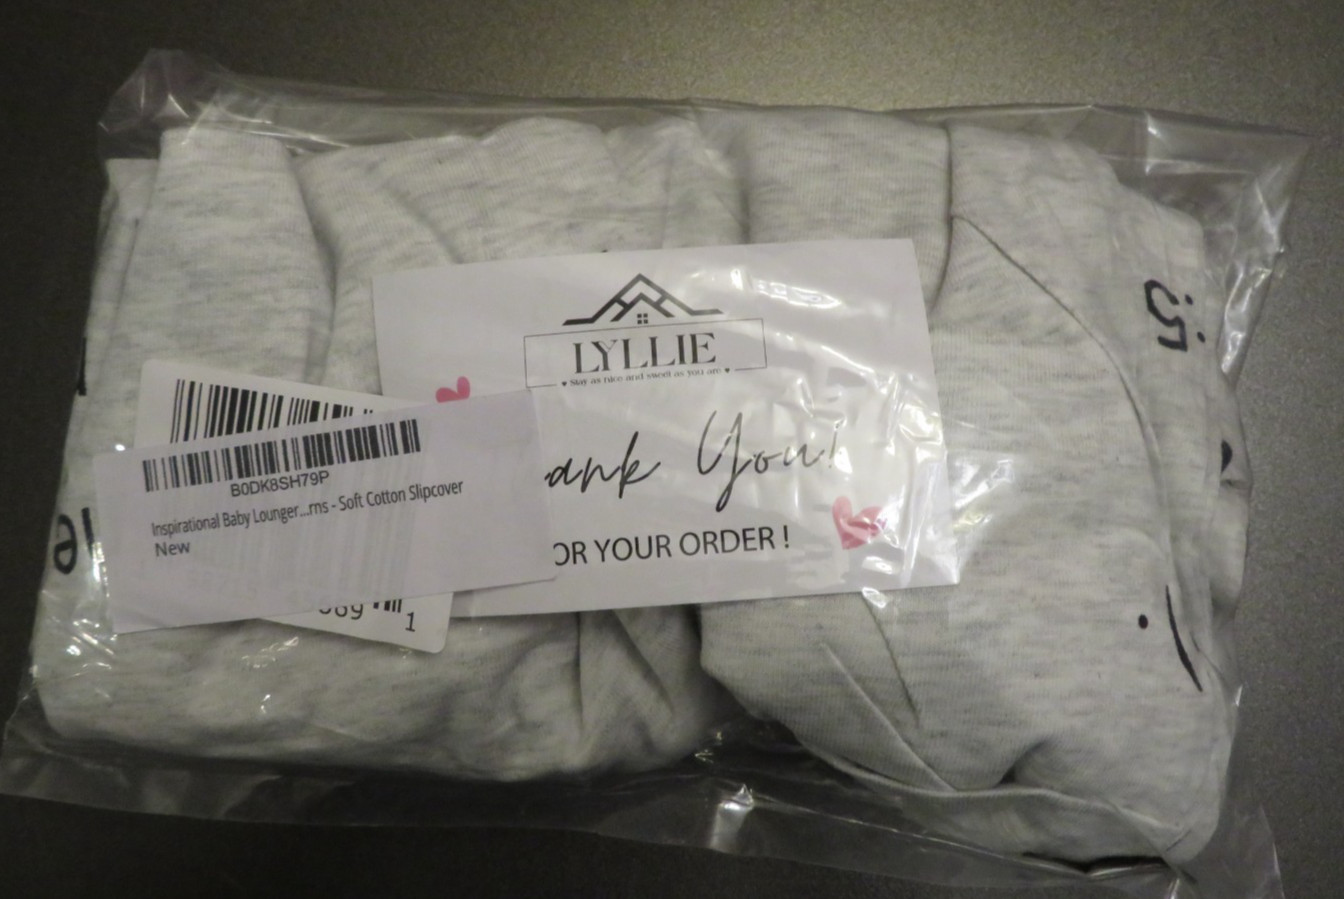 LYLLIE
♥ Stay as nice and sweet as you are ♥
ank You!
OR YOUR ORDER !
B0DK8SH79P
Inspirational Baby Lounger...rns - Soft Cotton Slipcover
New
1
is